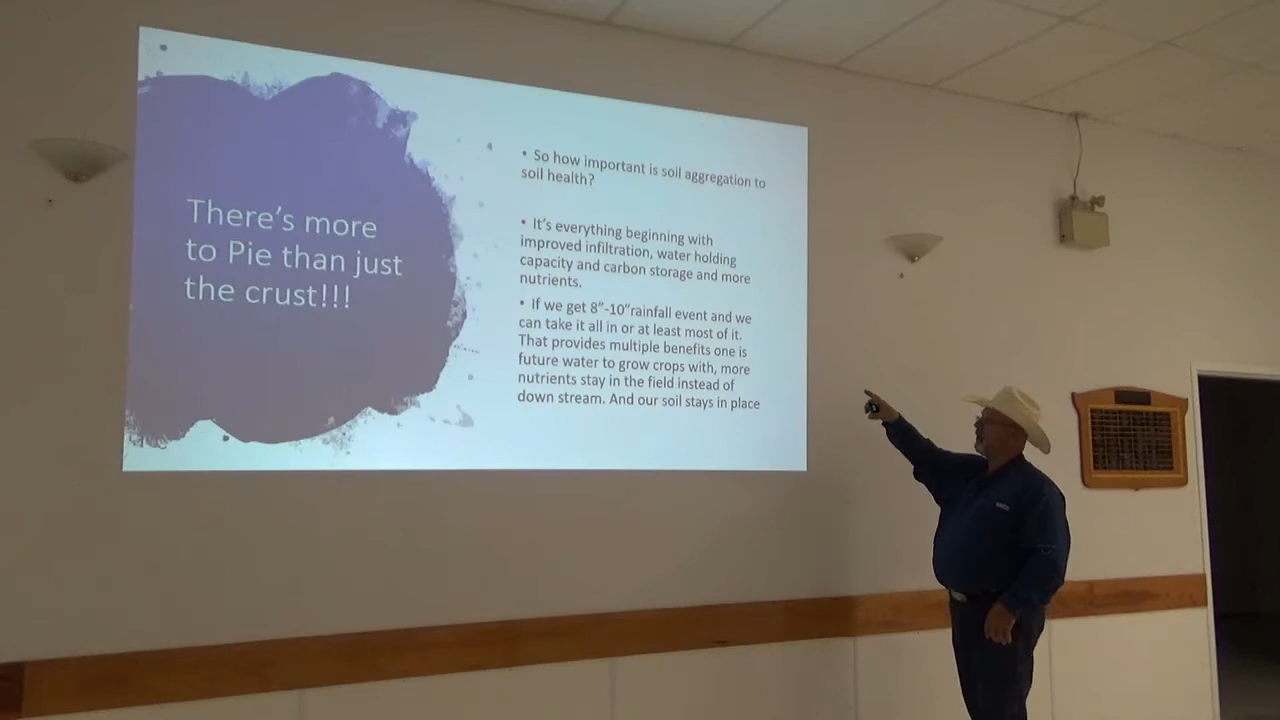 There's more
to Pie than just
the crust!!!
• So how important is soil aggregation to
soil health?
• It's everything beginning with
improved infiltration, water holding
capacity and carbon storage and more
nutrients.
• If we get 8"-10"rainfall event and we
can take it all in or at least most of it.
That provides multiple benefits one is
future water to grow crops with, more
nutrients stay in the field instead of
down stream. And our soil stays in place